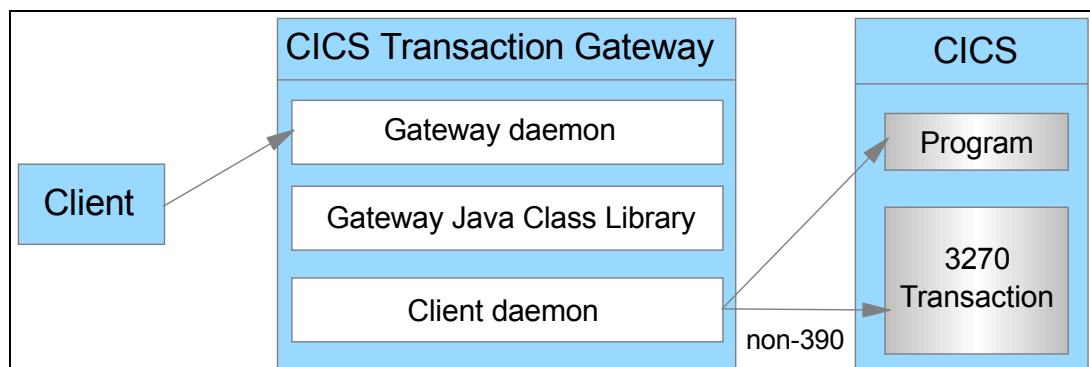 CICS Transaction Gateway
CICS
Gateway daemon
Program
Client
Gateway Java Class Library
3270
Transaction
Client daemon
non-390